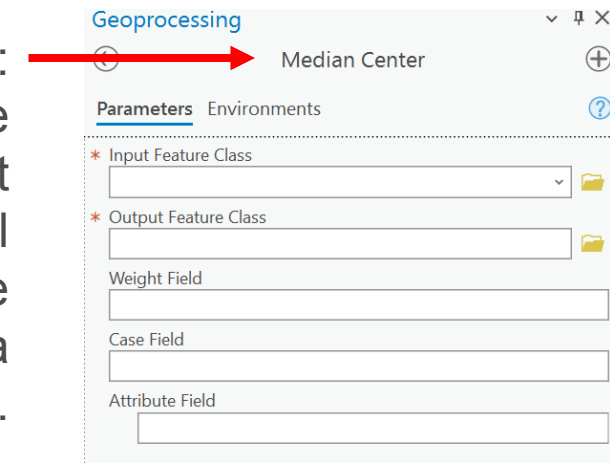 Geoprocessing
Median Center
Parameters Environments
* Input Feature Class
* Output Feature Class
Weight Field
Case Field
Attribute Field